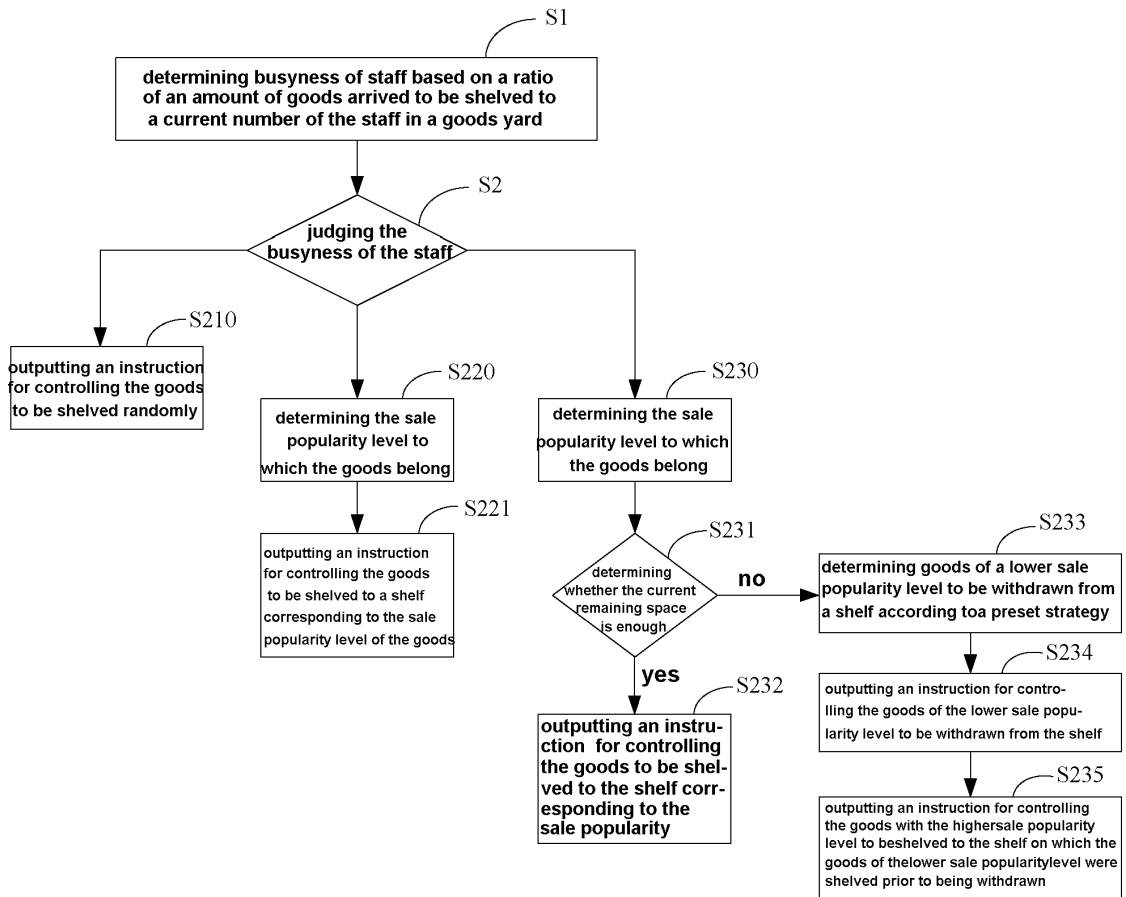 S1
determining busyness of staff based on a ratio
of an amount of goods arrived to be shelved to
a current number of the staff in a goods yard
S2
judging the
busyness of the staff
S210
outputting an instruction
for controlling the goods
to be shelved randomly
S220
determining the sale
popularity level to
which the goods belong
S221
outputting an instruction
for controlling the goods
to be shelved to a shelf
corresponding to the sale
popularity level of the goods
S230
determining the sale
popularity level to which
the goods belong
S231
determining
whether the current
remaining space
is enough
no
yes
S232
outputting an instru-
ction for controlling
the goods to be shel-
ved to the shelf corr-
esponding to the
sale popularity
S233
determining goods of a lower sale
popularity level to be withdrawn from
a shelf according toa preset strategy
S234
outputting an instruction for contro-
lling the goods of the lower sale popu-
larity level to be withdrawn from the shelf
S235
outputting an instruction for controlling
the goods with the highersale popularity
level to beshelved to the shelf on which the
goods of thelower sale popularitylevel were
shelved prior to being withdrawn